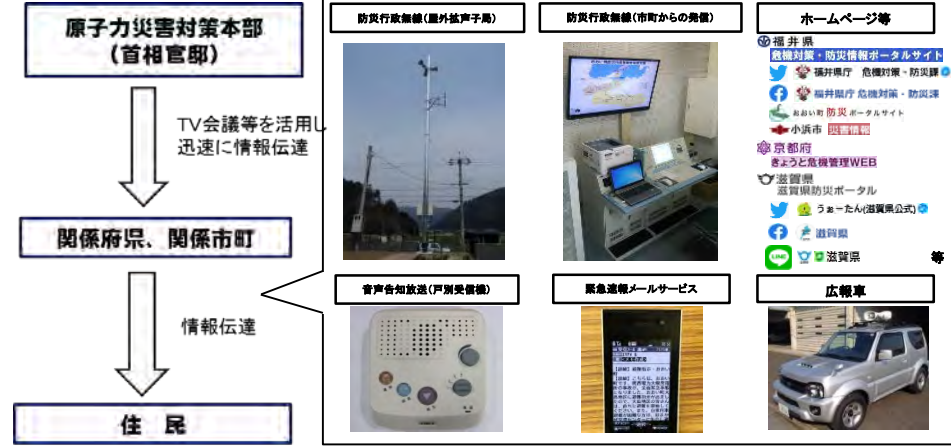 原子力災害対策本部
(首相官邸)
TV会議等を活用し
迅速に情報伝達
関係府県、関係市町
情報伝達
住 民
防災行政無線(屋外拡声子局)
防災行政無線(市町からの発信)
ホームページ等
福井県
危機対策・防災情報ポータルサイト
福井県庁 危機対策・防災課
福井県庁 危機対策・防災課
おおい町 防災 ポータルサイト
小浜市 災害情報
京都府
きょうと危機管理WEB
滋賀県
滋賀県防災ポータル
うぉーたん(滋賀県公式)
滋賀県
LINE 滋賀県 等
音声告知放送(戸別受信機)
緊急速報メールサービス
広報車